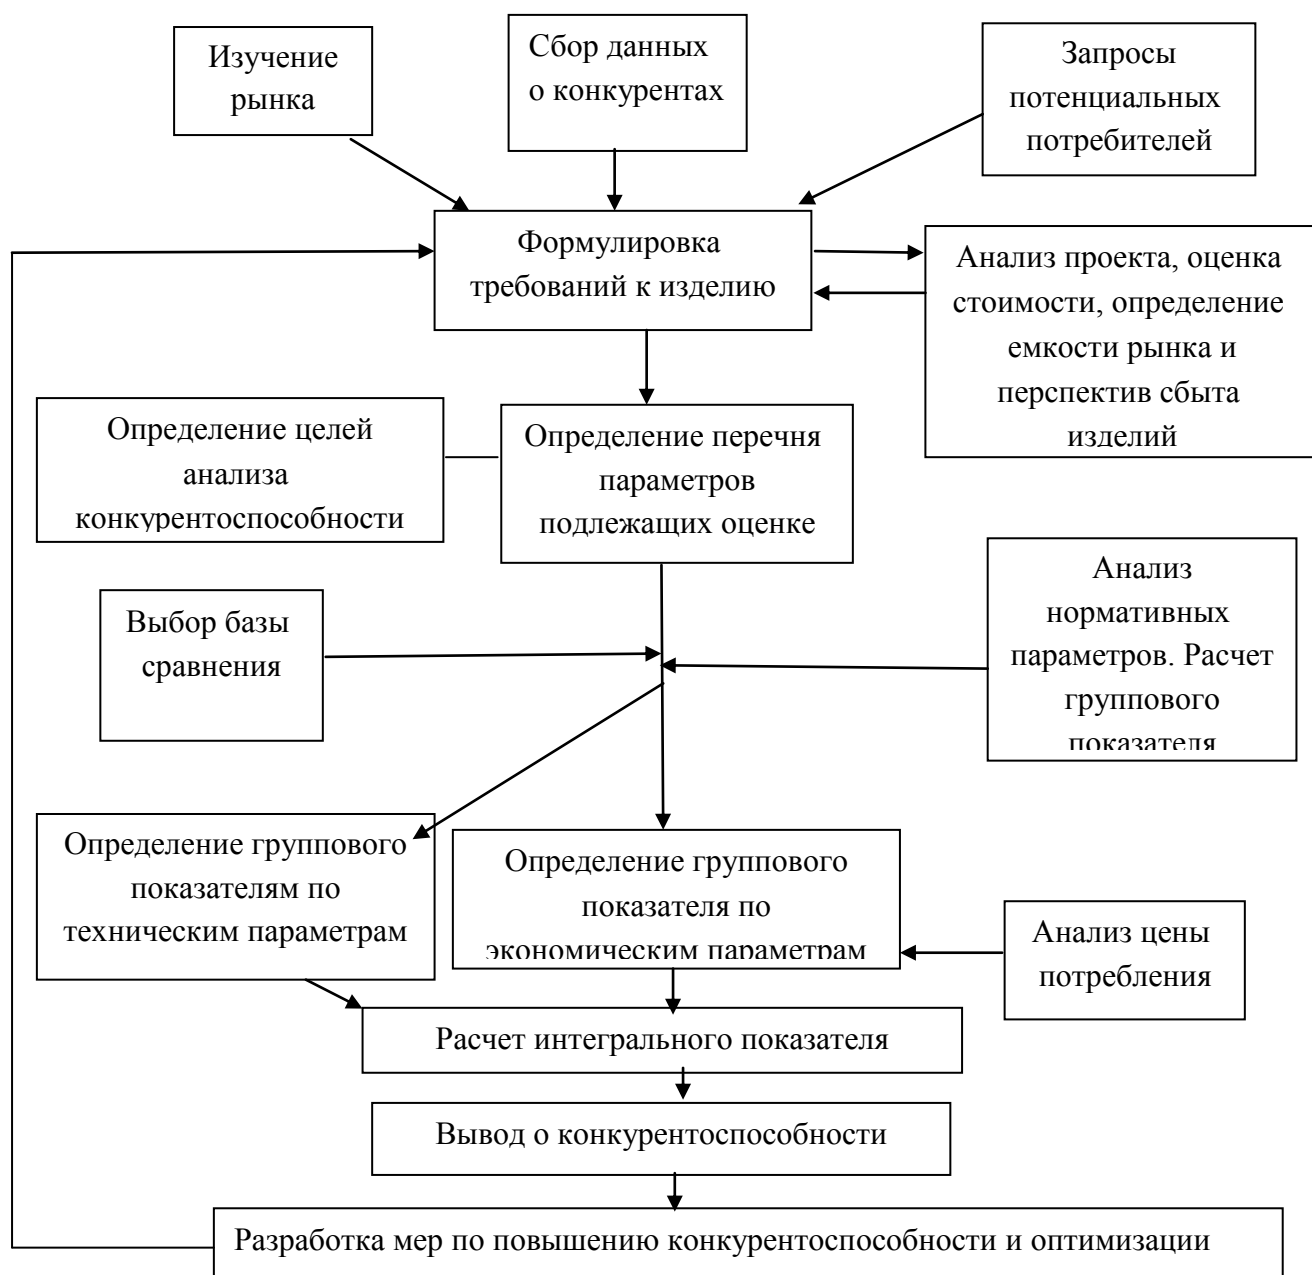 Изучение
рынка
Сбор данных
о конкурентах
Запросы
потенциальных
потребителей
Формулировка
требований к изделию
Анализ проекта, оценка
стоимости, определение
емкости рынка и
перспектив сбыта
изделий
Определение целей
анализа
конкурентоспособности
Определение перечня
параметров
подлежащих оценке
Выбор базы
сравнения
Анализ
нормативных
параметров. Расчет
группового
показателя
Определение группового
показателям по
техническим параметрам
Определение группового
показателя по
экономическим параметрам
Анализ цены
потребления
Расчет интегрального показателя
Вывод о конкурентоспособности
Разработка мер по повышению конкурентоспособности и оптимизации